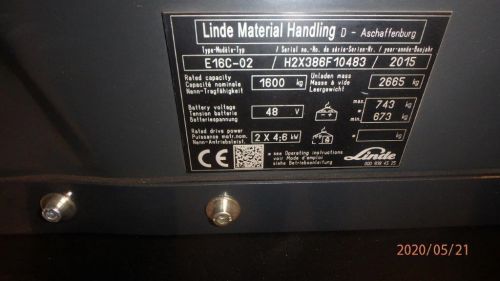 Linde Material Handling D - Aschaffenburg
Type-Modèle-Typ / Serial no.-No. de série-Serien-Nr. / year-année-Baujahr
E16C-02 / H2X386F10483 / 2015
Rated capacity
Capacité nominale
Nenn-Tragfähigkeit
1600 kg
Unladen mass
Masse à vide
Leergewicht
2665 kg
Battery voltage
Tension batterie
Batteriespannung
48 V
max. 743 kg
min. 673 kg
Rated drive power
Puissance motr.nom.
Nenn-Antriebsleist.
2 X 4,6 kW
* kg
CE
* see Operating instructions
voir Mode d'emploi
siehe Betriebsanleitung
Linde
2020/05/21